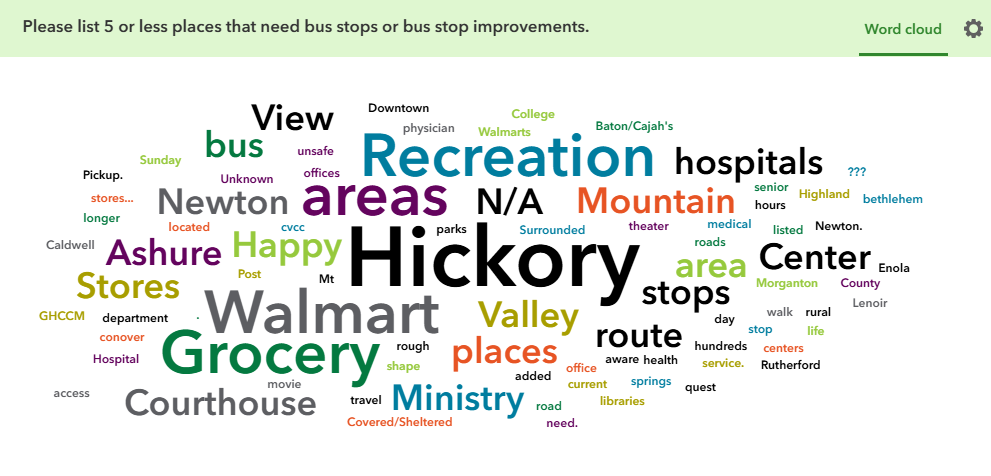 Please list 5 or less places that need bus stops or bus stop improvements.
Word cloud
View
Downtown
College
physician
Walmarts
Baton/Cajah's
bus
unsafe
Recreation
hospitals
Sunday
Pickup.
Unknown
offices
???
stores...
Newton
areas
N/A
Mountain
senior
hours
Highland
bethlehem
longer
located
cvcc
parks
Surrounded
theater
medical
listed
Newton.
Caldwell
Ashure
Happy
Hickory
roads
area
Center
Enola
Stores
Post
Mt
stops
Morganton
County
GHCCM
department
.
Walmart
Valley
route
day
walk
rural
Lenoir
stop
life
conover
Grocery
rough
places
hundreds
centers
Hospital
shape
aware
health
service.
Rutherford
access
movie
added
office
current
springs
quest
Courthouse
travel
Ministry
road
libraries
Covered/Sheltered
need.